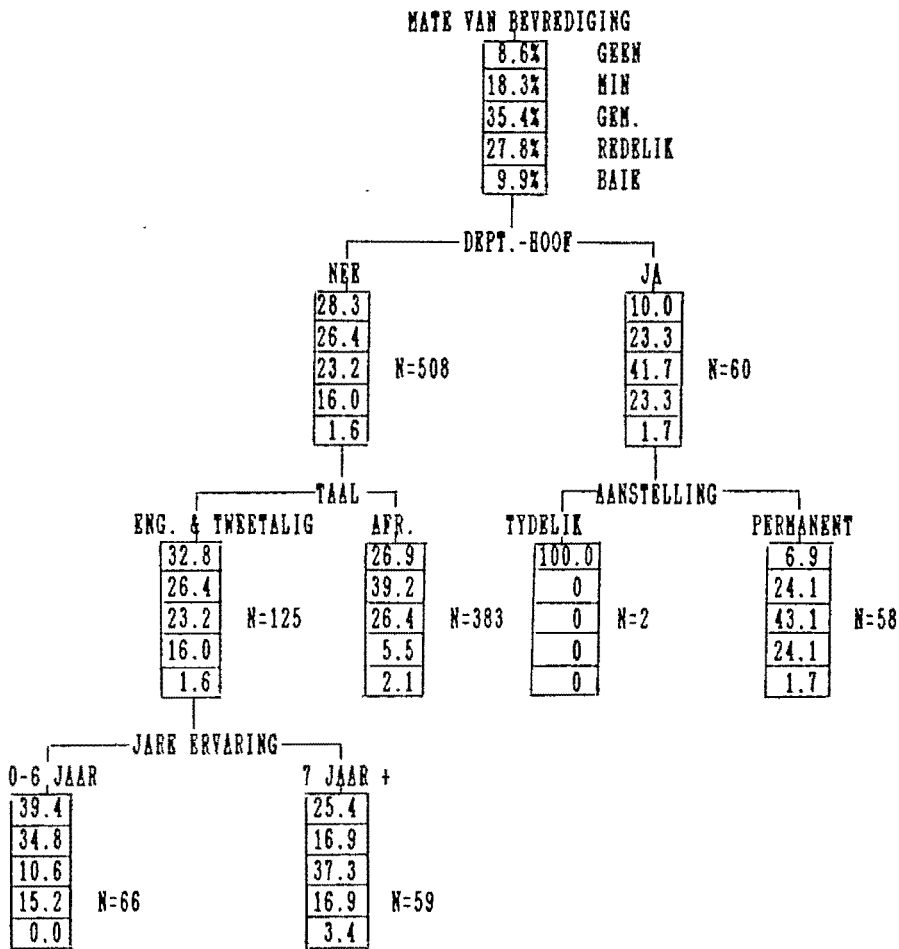 MATE VAN BEVREDIGING
8.6% GEEN
18.3% MIN
35.4% GEM.
27.8% REDELIK
9.9% BAIK
DEPT.-HOOF
NEE JA
28.3 10.0
26.4 23.3
23.2 N=508 41.7 N=60
16.0 23.3
1.6 1.7
TAAL AANSTELLING
ENG. & TWEETALIG AFR. TYDELIK PERMANENT
32.8 26.9 100.0 6.9
26.4 39.2 0 24.1
23.2 N=125 26.4 N=383 0 N=2 43.1 N=58
16.0 5.5 0 24.1
1.6 2.1 0 1.7
JARE ERVARING
0-6 JAAR 7 JAAR +
39.4 25.4
34.8 16.9
10.6 37.3
15.2 N=66 16.9 N=59
0.0 3.4